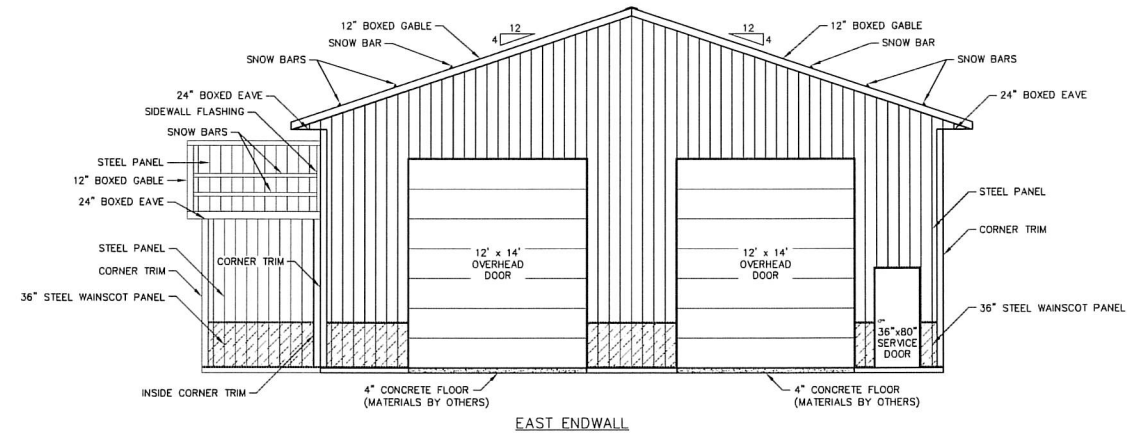 12" BOXED GABLE
SNOW BAR
SNOW BARS
24" BOXED EAVE
SIDEWALL FLASHING
SNOW BARS
STEEL PANEL
12" BOXED GABLE
24" BOXED EAVE
STEEL PANEL
CORNER TRIM
36" STEEL WAINSCOT PANEL
INSIDE CORNER TRIM
CORNER TRIM
12
4
12
4
12" BOXED GABLE
SNOW BAR
SNOW BARS
24" BOXED EAVE
STEEL PANEL
CORNER TRIM
36" STEEL WAINSCOT PANEL
12' x 14'
OVERHEAD
DOOR
12' x 14'
OVERHEAD
DOOR
36"x80"
SERVICE
DOOR
4" CONCRETE FLOOR
(MATERIALS BY OTHERS)
4" CONCRETE FLOOR
(MATERIALS BY OTHERS)
EAST ENDWALL